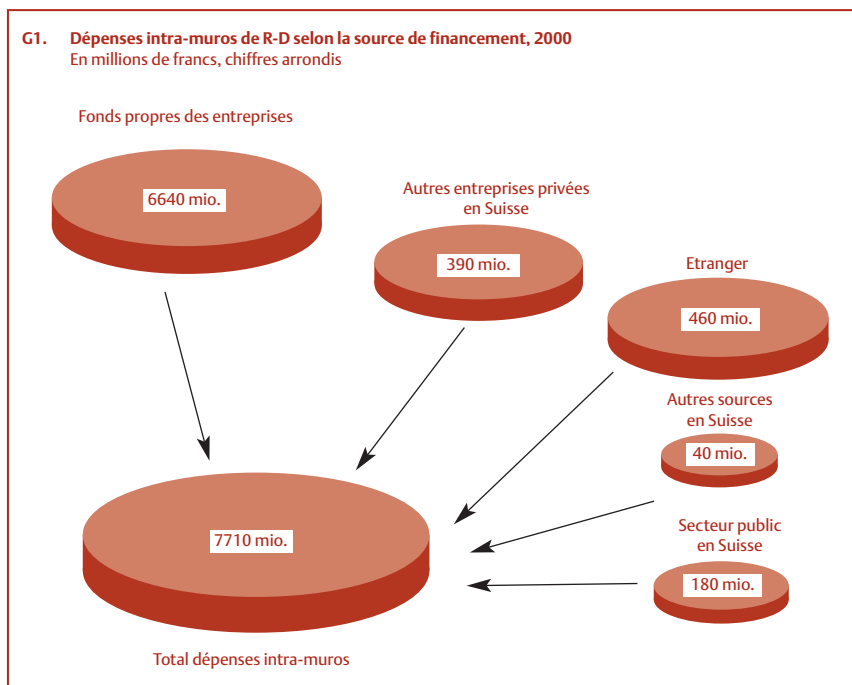 G1. Dépenses intra-muros de R-D selon la source de financement, 2000
En millions de francs, chiffres arrondis
Fonds propres des entreprises
6640 mio.
Autres entreprises privées
en Suisse
390 mio.
Etranger
460 mio.
Autres sources
en Suisse
40 mio.
Secteur public
en Suisse
180 mio.
7710 mio.
Total dépenses intra-muros